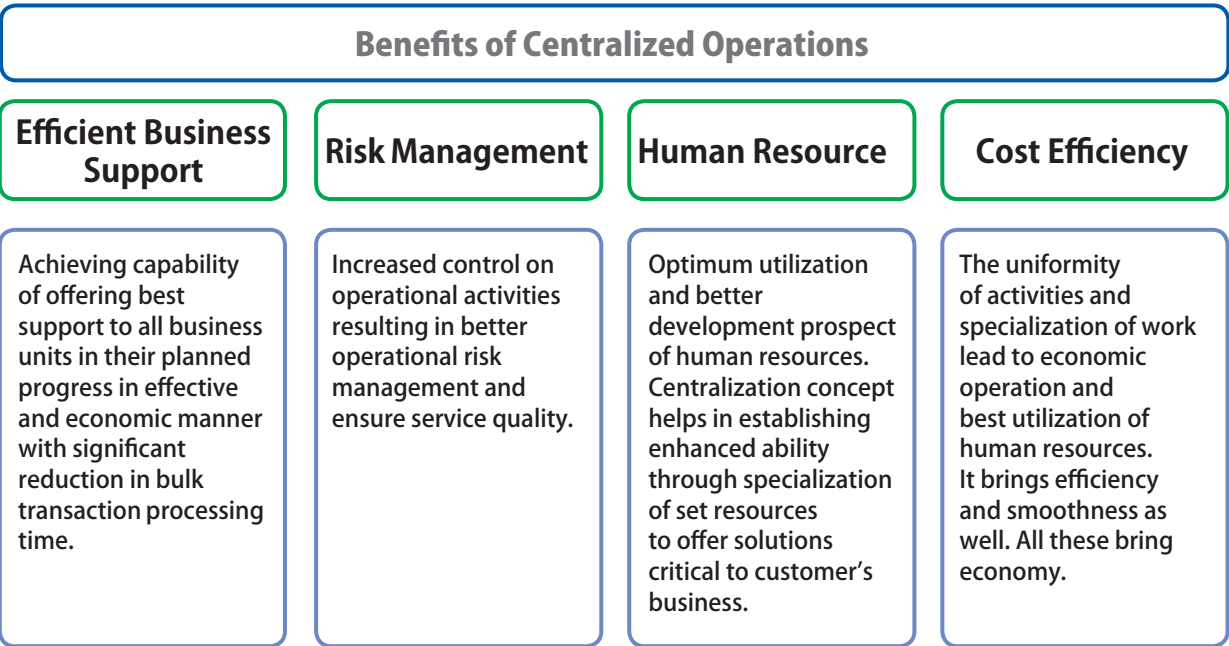 Benefits of Centralized Operations
Efficient Business
Support
Risk Management
Human Resource
Cost Efficiency
Achieving capability
of offering best
support to all business
units in their planned
progress in effective
and economic manner
with significant
reduction in bulk
transaction processing
time.
Increased control on
operational activities
resulting in better
operational risk
management and
ensure service quality.
Optimum utilization
and better
development prospect
of human resources.
Centralization concept
helps in establishing
enhanced ability
through specialization
of set resources
to offer solutions
critical to customer’s
business.
The uniformity
of activities and
specialization of work
lead to economic
operation and
best utilization of
human resources.
It brings efficiency
and smoothness as
well. All these bring
economy.